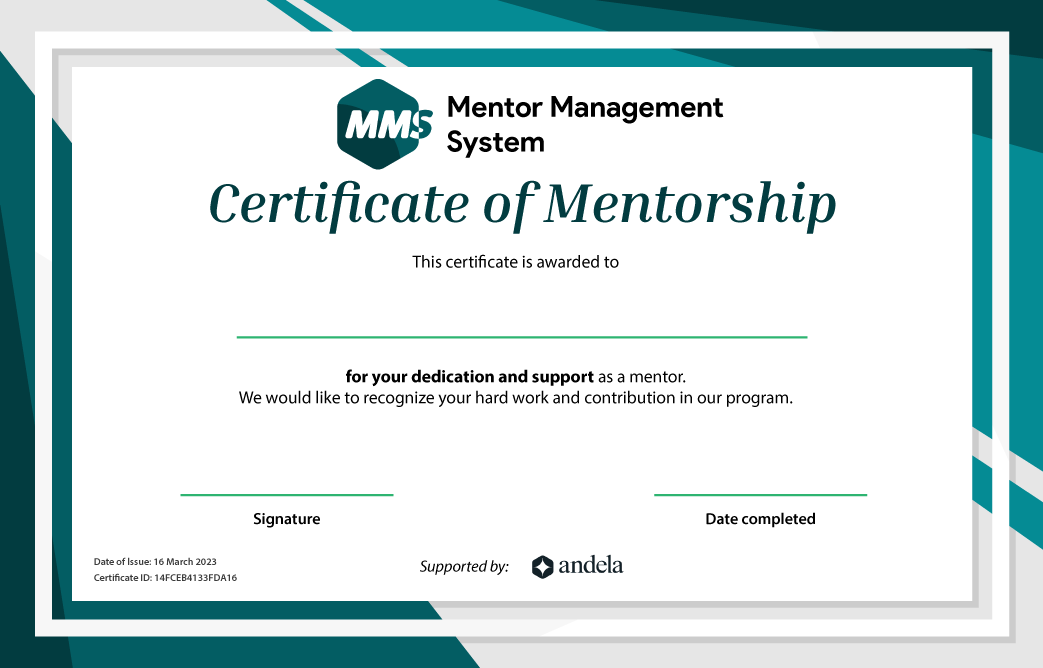 MMS
Mentor Management
System
Certificate of Mentorship
This certificate is awarded to
for your dedication and support as a mentor.
We would like to recognize your hard work and contribution in our program.
Signature
Date completed
Date of Issue: 16 March 2023
Certificate ID: 14FCEB4133FDA16
Supported by:
andela